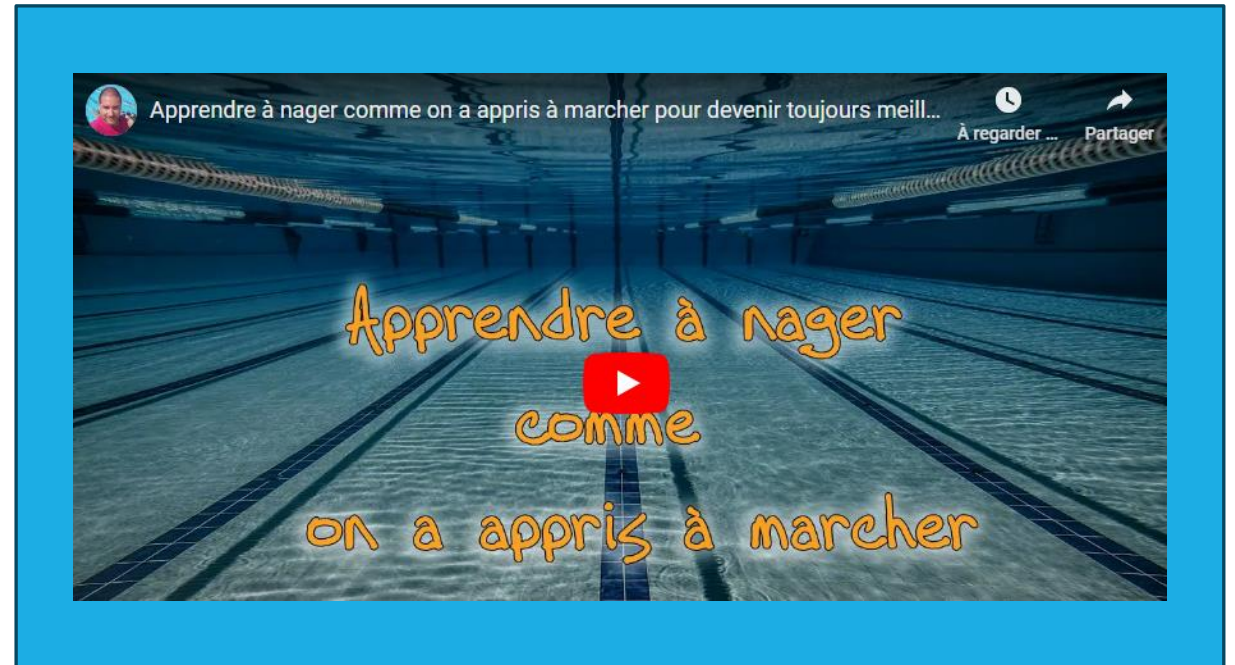 Apprendre à nager comme on a appris à marcher pour devenir toujours meill...
À regarder ...
Partager
Apprendre à nager
comme
on a appris à marcher